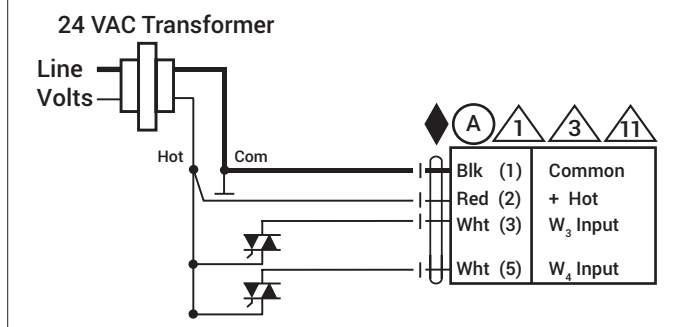 24 VAC Transformer
Line
Volts
Hot
Com
A
1
3
11
Blk (1) Common
Red (2) + Hot
Wht (3) W₃ Input
Wht (5) W₄ Input